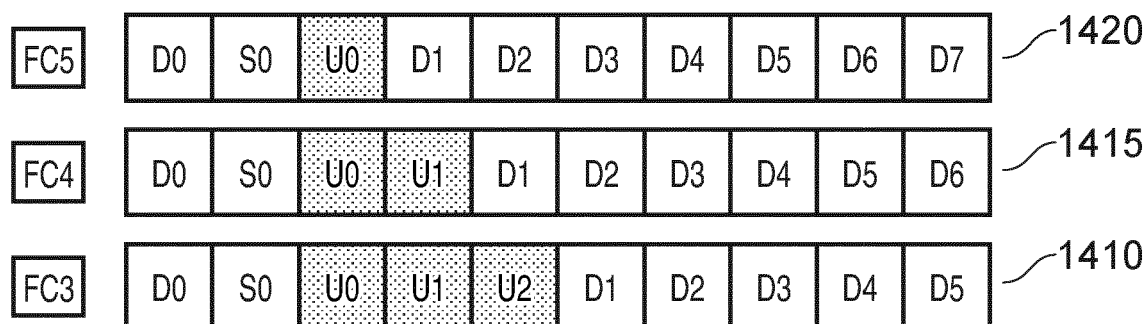 FC5 D0 S0 U0 D1 D2 D3 D4 D5 D6 D7 1420
FC4 D0 S0 U0 U1 D1 D2 D3 D4 D5 D6 1415
FC3 D0 S0 U0 U1 U2 D1 D2 D3 D4 D5 1410